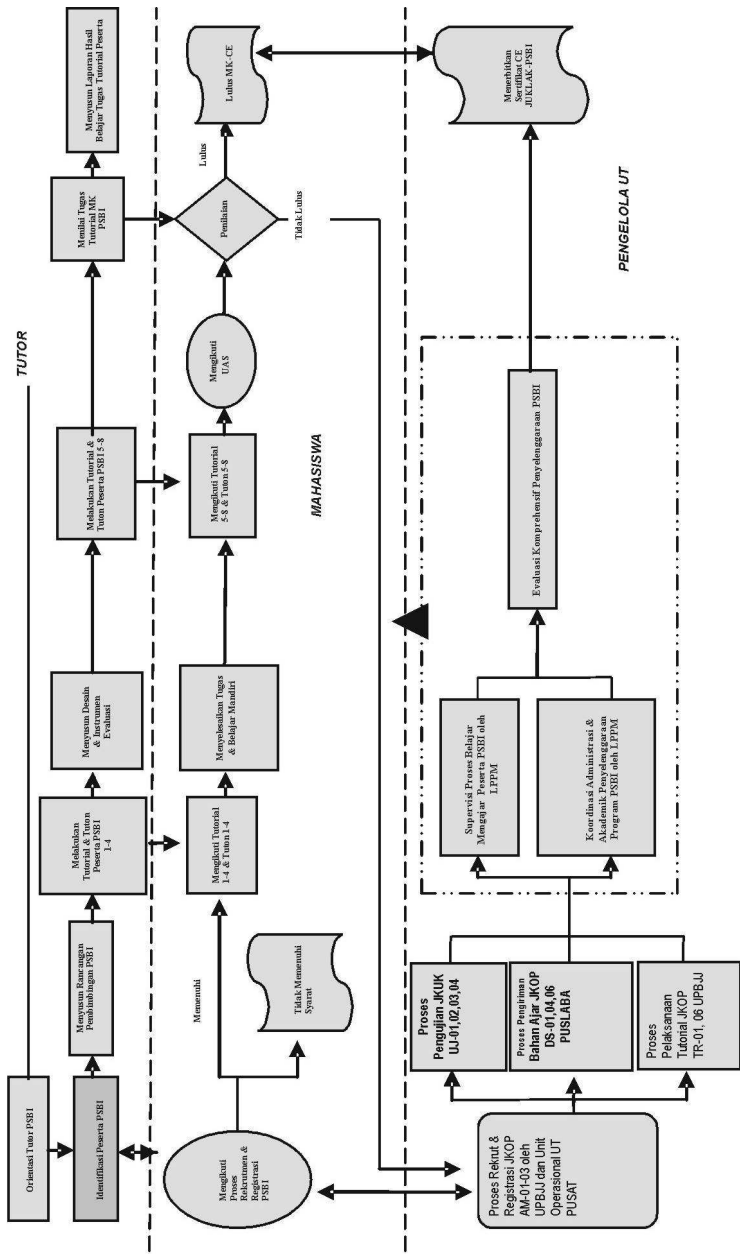 TUTOR
Orientasi Tutor PSBI
Identifikasi Peserta PSBI
Menyusun Rancangan
Pembimbingan PSBI
Melakukan
Tutorial & Tuton
Peserta PSBI
1-4
Menyusun Desain
& Instrumen
Evaluasi
Melakukan Tutorial &
Tuton Peserta PSBI 5-8
Menilai Tugas
Tutorial MK
PSBI
Menyusun Laporan Hasil
Belajar Tugas Tutorial Peserta
MAHASISWA
Mengikuti
Proses
Rekrutmen &
Registrasi
PSBI
Memenuhi
Tidak Memenuhi
Syarat
Mengikuti Tutorial
1-4 & Tuton 1-4
Menyelesaikan Tugas
& Belajar Mandiri
Mengikuti Tutorial
5-8 & Tuton 5-8
Mengikuti
UAS
Penilaian
Lulus
Tidak Lulus
Lulus MK-CE
PENGELOLA UT
Proses Rekrut &
Registrasi JKOP
AM-01-03 oleh
UPBJJ dan Unit
Operasional UT
PUSAT
Proses
Pengujian JKUK
UJ-01,02,03,04
Proses Pengiriman
Bahan Ajar JKOP
DS-01,04,06
PUSLABA
Proses
Pelaksanaan
Tutorial JKOP
TR-01, 06 UPBJJ
Supervisi Proses Belajar
Mengajar Peserta PSBI oleh
LPPM
Koordinasi Administrasi &
Akademik Penyelenggaraan
Program PSBI oleh LPPM
Evaluasi Komprehensif Penyelenggaraan PSBI
Menerbitkan
Sertifikat CE
JUKLAK-PSBI